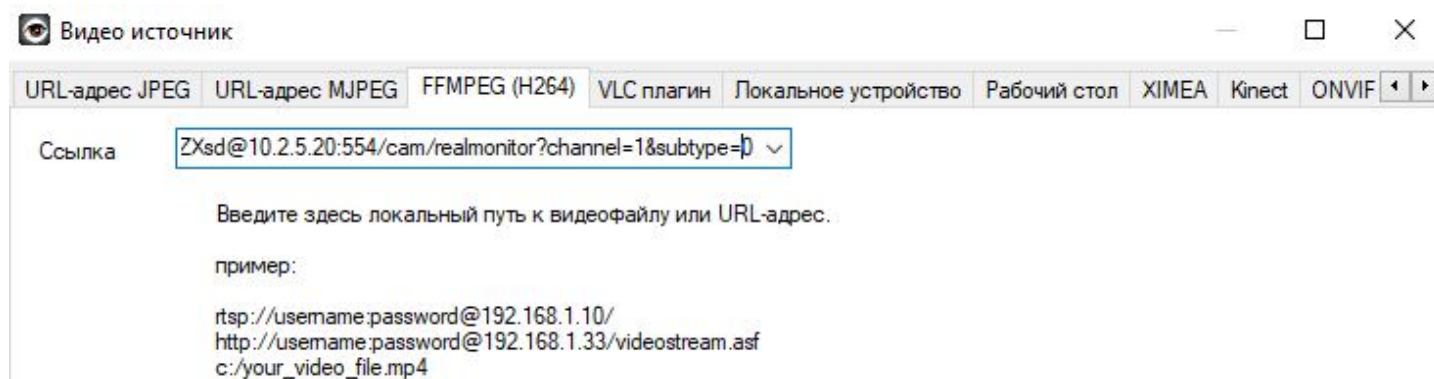 Видео источник
URL-адрес JPEG URL-адрес MJPEG FFMPEG (H264) VLC плагин Локальное устройство Рабочий стол XIMEA Kinect ONVIF
Ссылка ZXsd@10.2.5.20:554/cam/realmonitor?channel=1&subtype=0
Введите здесь локальный путь к видеофайлу или URL-адрес.
пример:
rtsp://username:password@192.168.1.10/
http://username:password@192.168.1.33/videostream.asf
c:/your_video_file.mp4